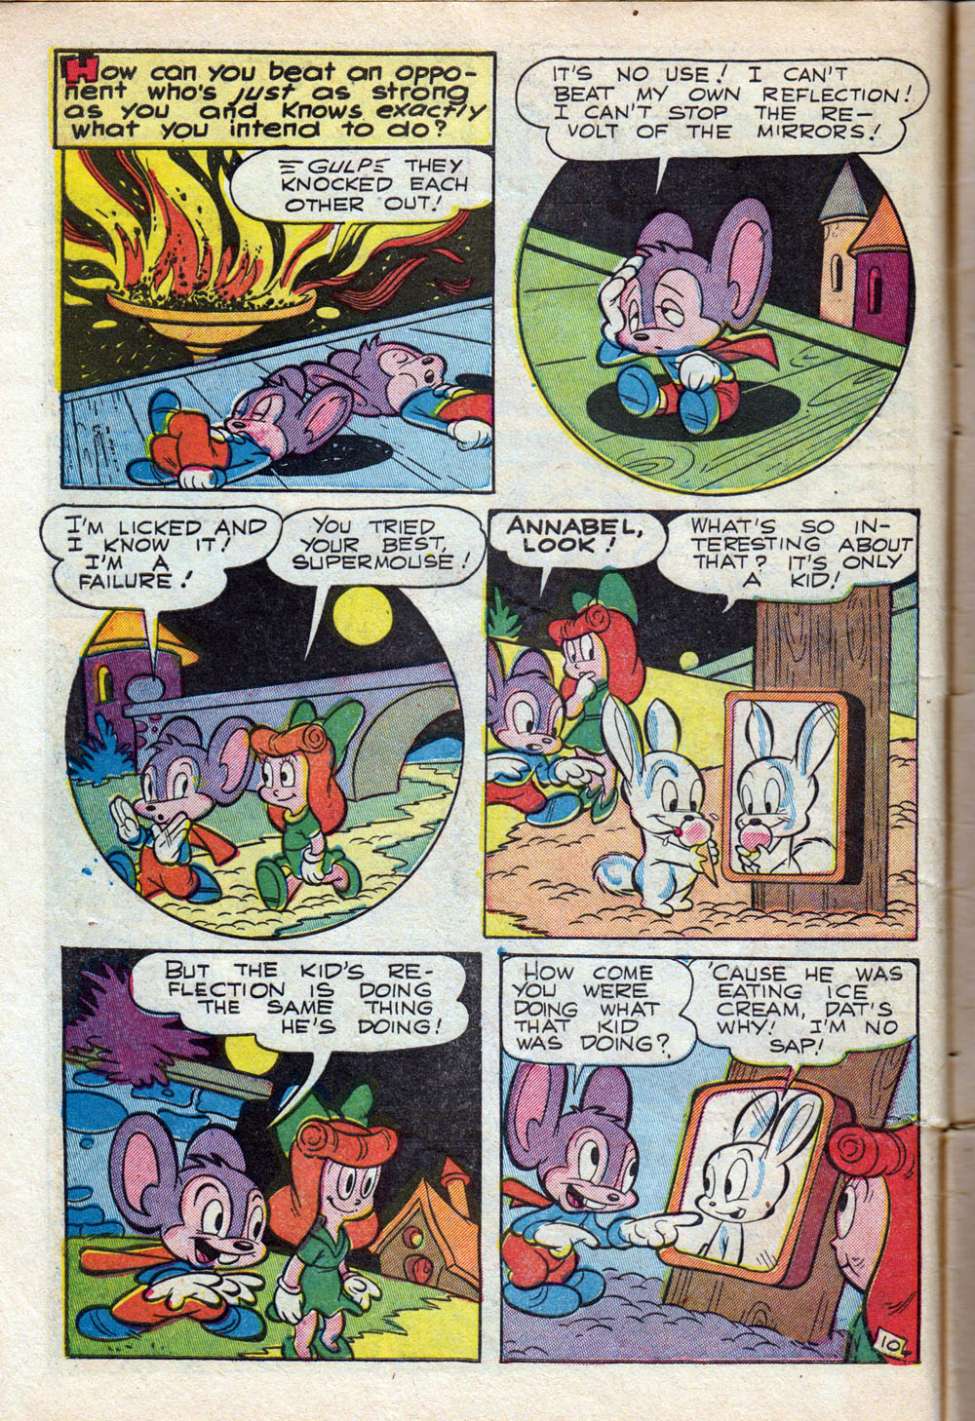 How can you beat an oppo-
nent who's just as strong
as you and knows exactly
what you intend to do?
GULP THEY
KNOCKED EACH
OTHER OUT!
IT'S NO USE! I CAN'T
BEAT MY OWN REFLECTION!
I CAN'T STOP THE RE-
VOLT OF THE MIRRORS!
I'M LICKED AND
I KNOW IT!
I'M A
FAILURE!
YOU TRIED
YOUR BEST,
SUPERMOUSE!
ANNABEL,
LOOK!
WHAT'S SO IN-
TERESTING ABOUT
THAT? IT'S ONLY
A KID!
BUT THE KID'S RE-
FLECTION IS DOING
THE SAME THING
HE'S DOING!
HOW COME
YOU WERE
DOING WHAT
THAT KID
WAS DOING?
'CAUSE HE WAS
EATING ICE
CREAM, DAT'S
WHY! I'M NO
SAP!
10